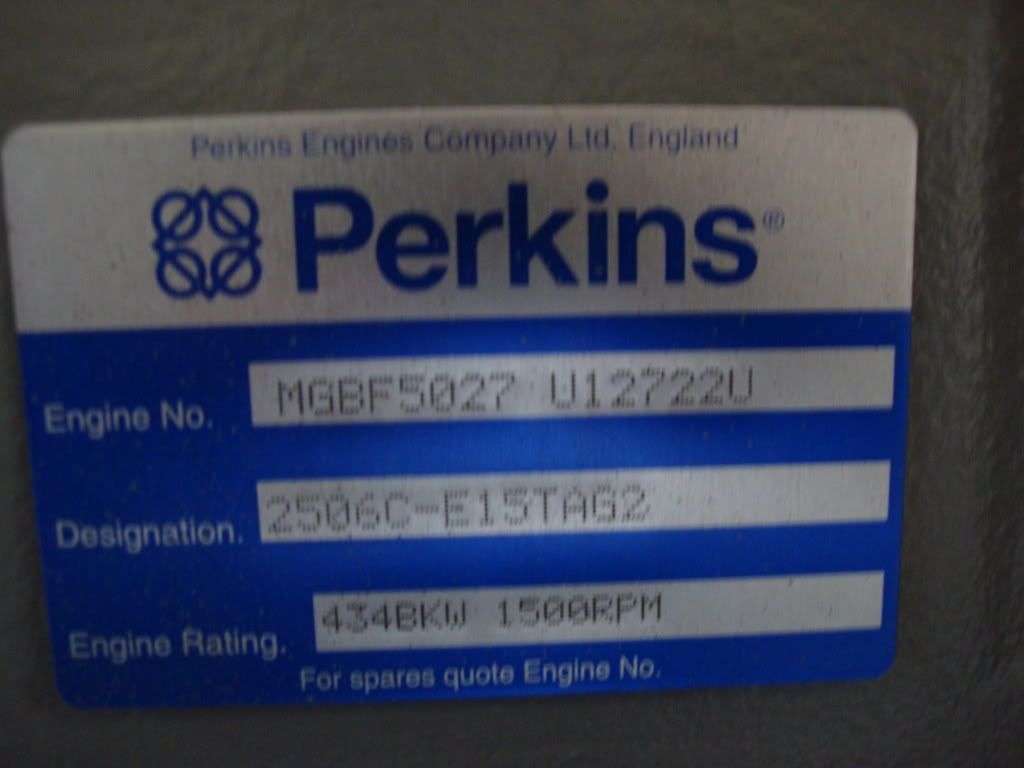 Perkins Engines Company Ltd. England
Perkins®
Engine No. MGBF5027 U12722U
Designation. 2506C-E15TAG2
Engine Rating. 434BKW 1500RPM
For spares quote Engine No.